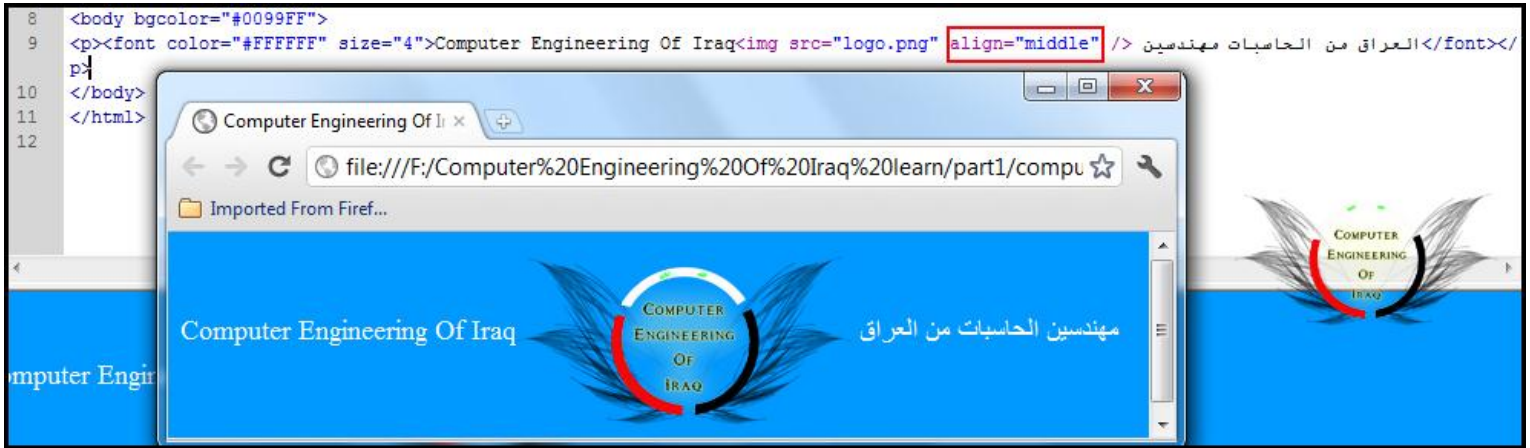 8 <body bgcolor="#0099FF">
9 <p><font color="#FFFFFF" size="4">Computer Engineering Of Iraq<img src="logo.png" align="middle" /> مهندسين الحاسبات من العراق</font></
p>
10 </body>
11 </html>
12
Computer Engineering Of I
file:///F:/Computer%20Engineering%20Of%20Iraq%20learn/part1/compu
Imported From Firef...
Computer Engineering Of Iraq
COMPUTER
ENGINEERING
OF
IRAQ
مهندسين الحاسبات من العراق
COMPUTER
ENGINEERING
OF
IRAQ
omputer Engin